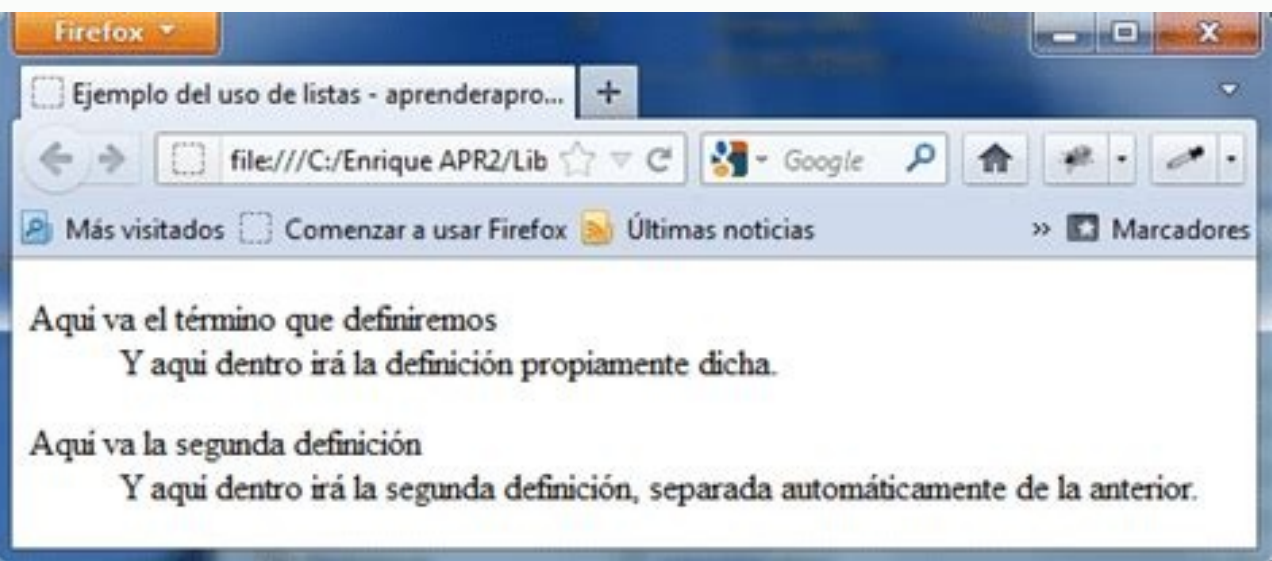 Firefox
Ejemplo del uso de listas - aprenderapro...
file:///C:/Enrique APR2/Lib
Google
Más visitados Comenzar a usar Firefox Últimas noticias » Marcadores
Aqui va el término que definiremos
Y aqui dentro irá la definición propiamente dicha.
Aqui va la segunda definición
Y aqui dentro irá la segunda definición, separada automáticamente de la anterior.